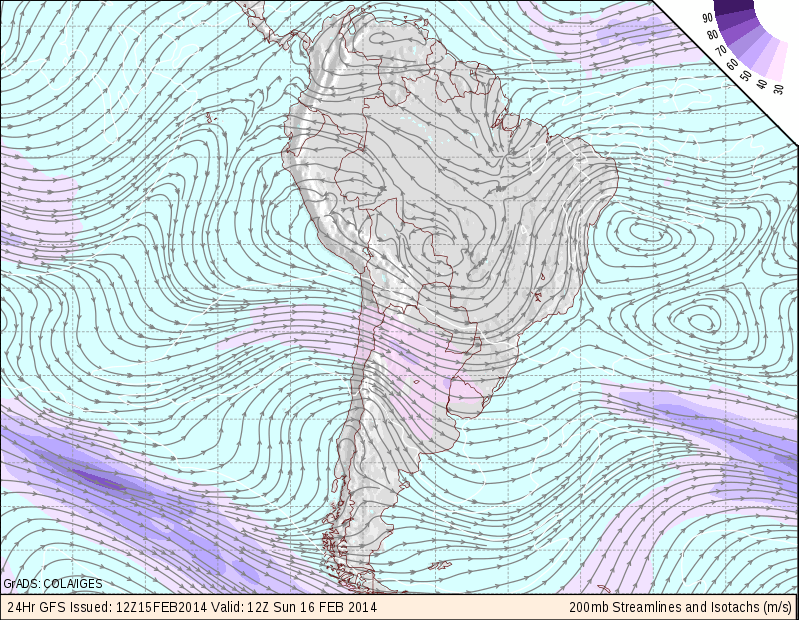 90
80
70
60
50
40
30
GrADS: COLA/IGES
24Hr GFS Issued: 12Z15FEB2014 Valid: 12Z Sun 16 FEB 2014
200mb Streamlines and Isotachs (m/s)